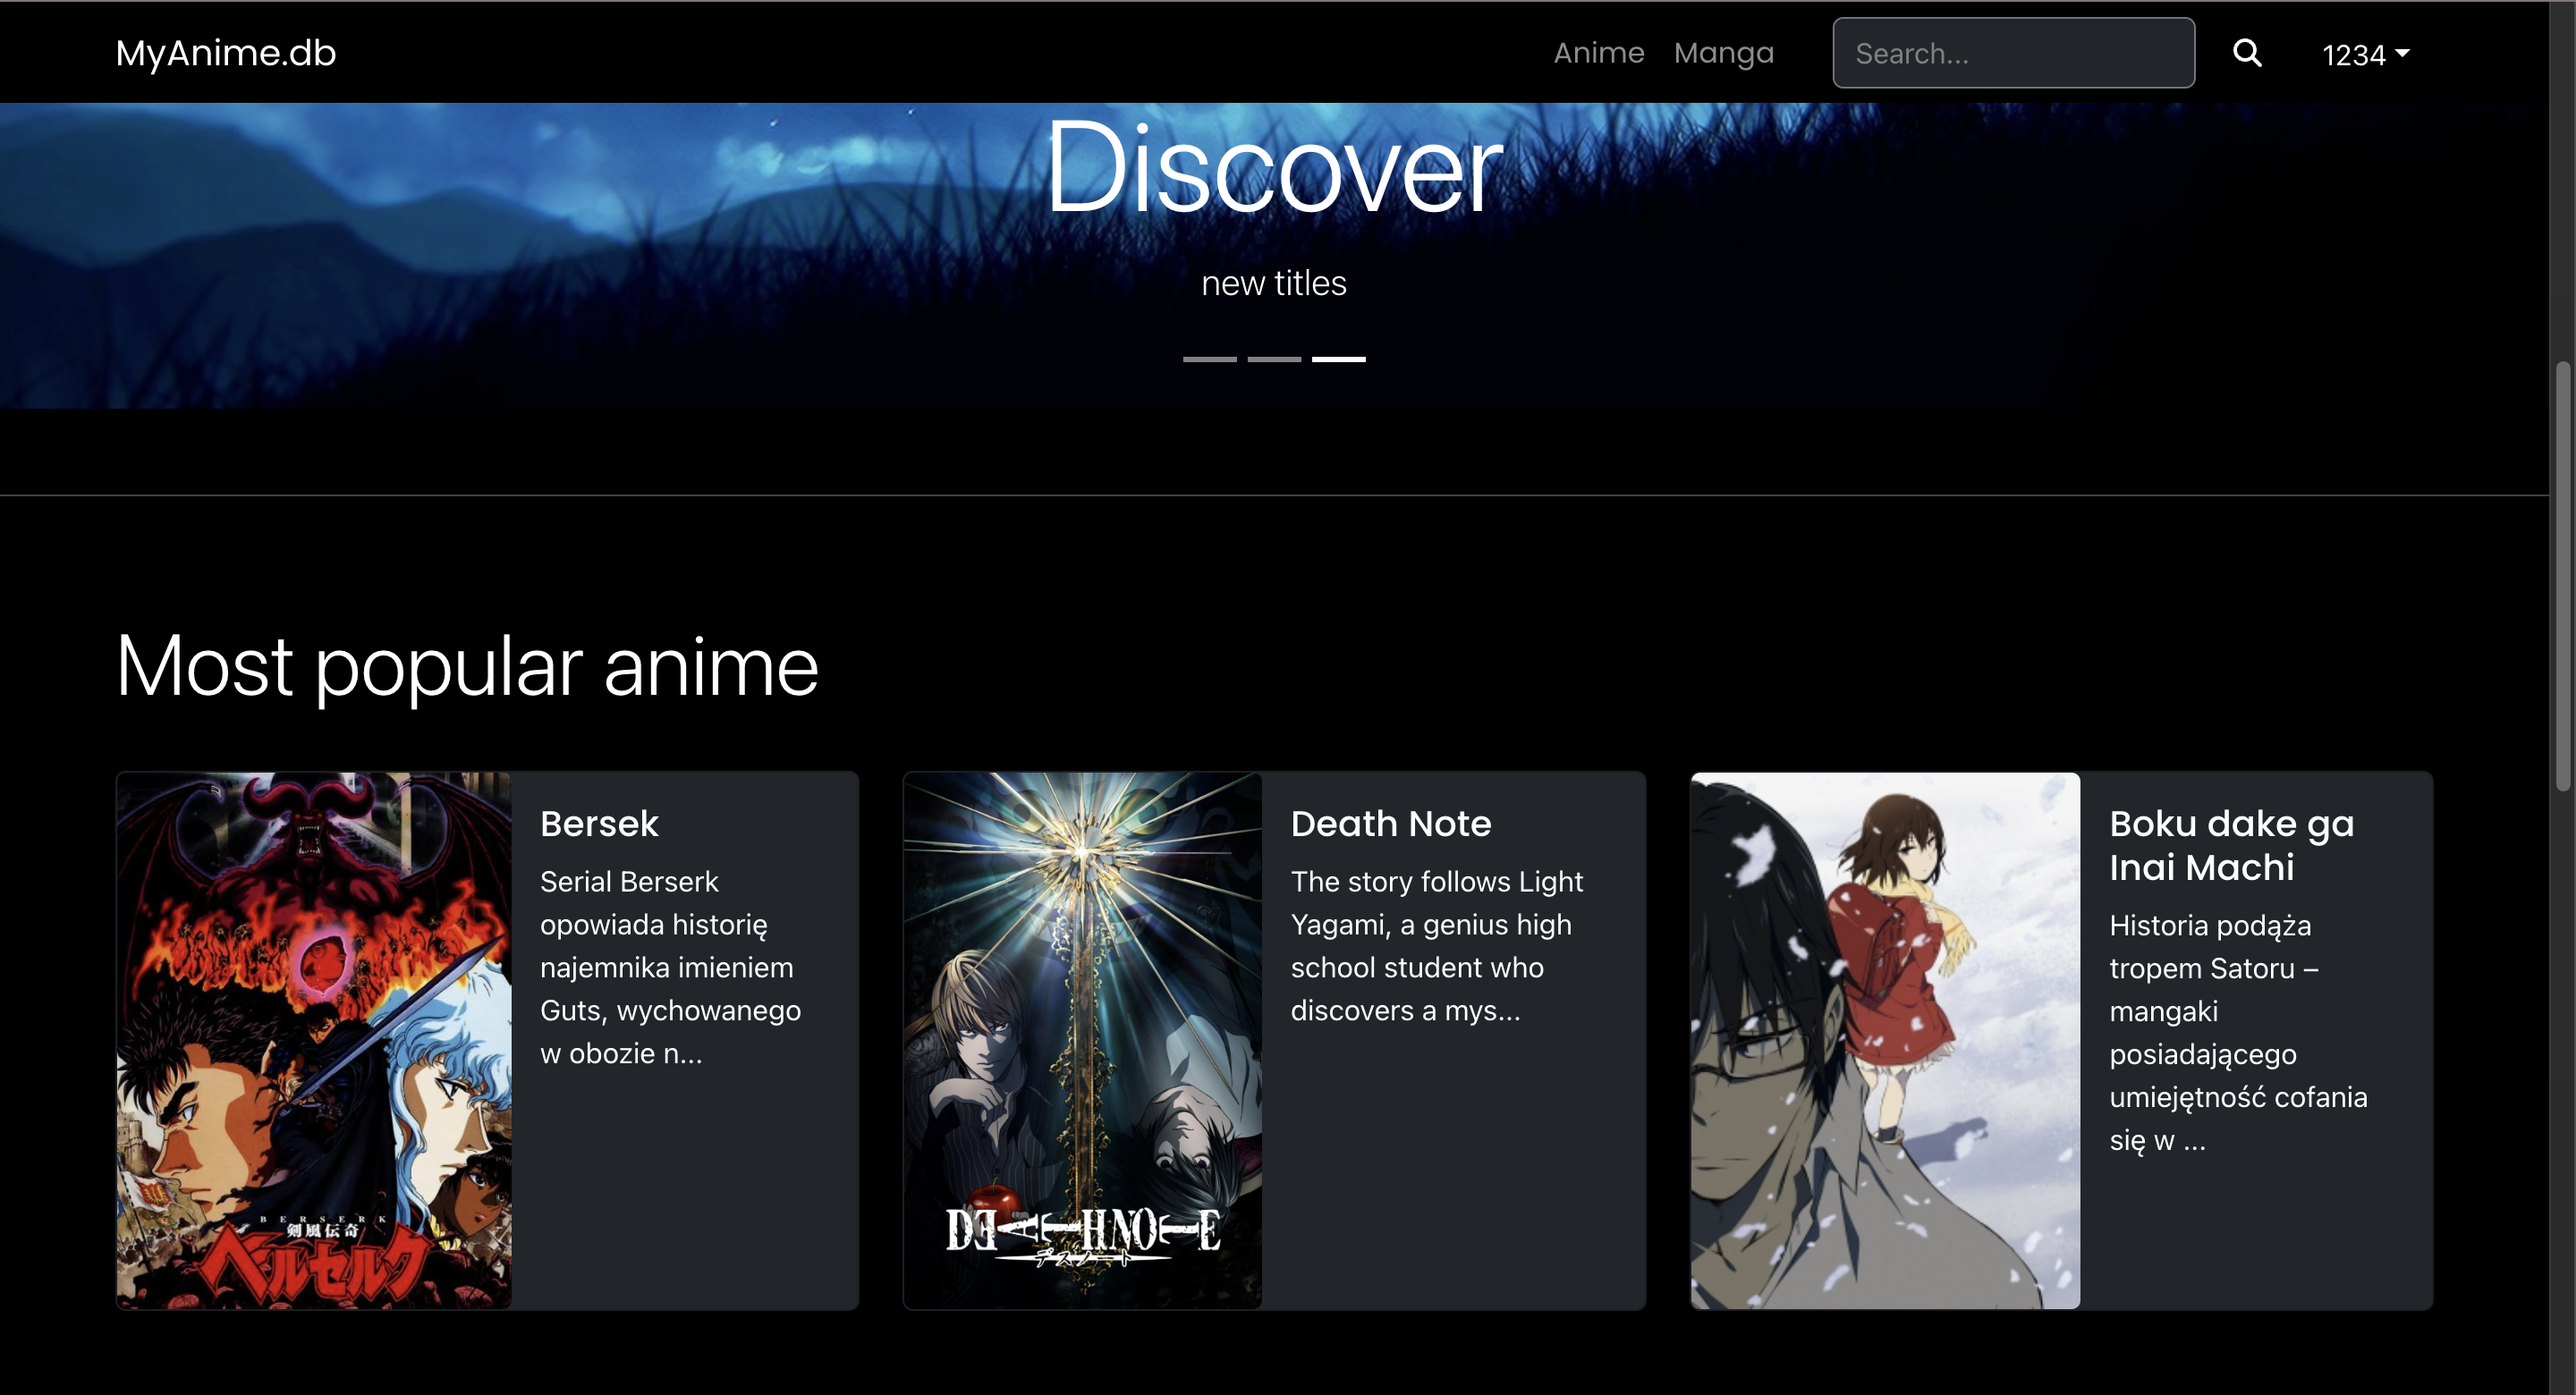 MyAnime.db
Anime Manga Search... 1234
Discover
new titles
Most popular anime
Bersek
Serial Berserk
opowiada historię
najemnika imieniem
Guts, wychowanego
w obozie n...
BERSERK
剣風伝奇
ベルセルク
Death Note
The story follows Light
Yagami, a genius high
school student who
discovers a mys...
DEATH NOTE
デスノート
Boku dake ga
Inai Machi
Historia podąża
tropem Satoru –
mangaki
posiadającego
umiejętność cofania
się w ...